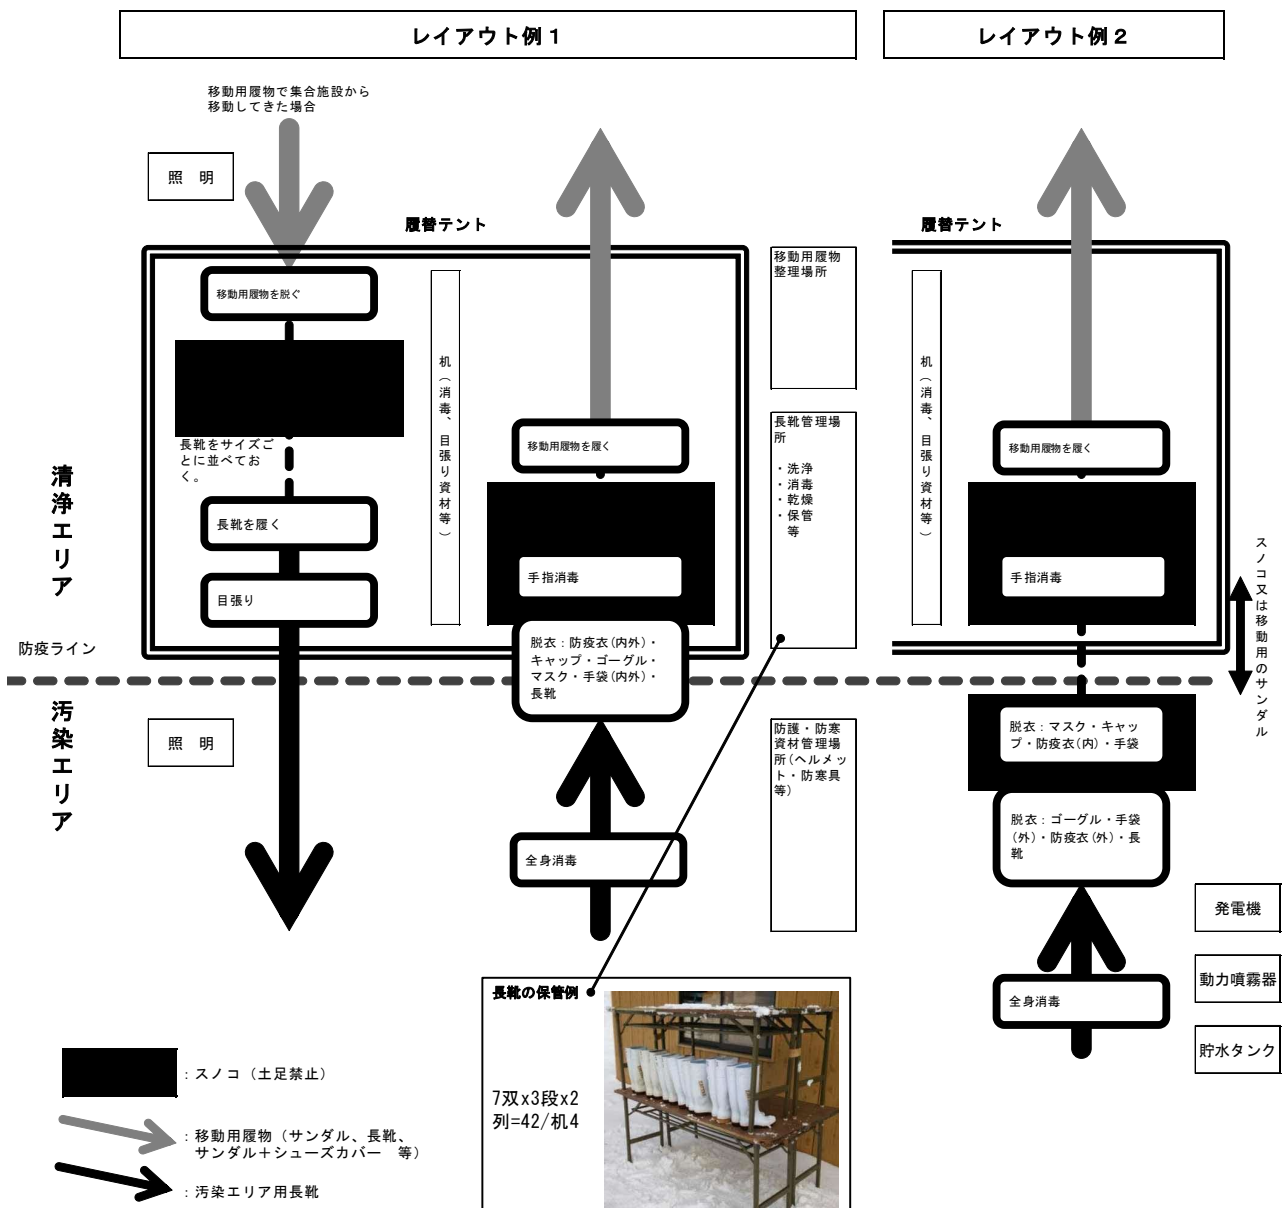 レイアウト例1
レイアウト例2
移動用履物で集合施設から
移動してきた場合
照　明
履替テント
移動用履物を脱ぐ
長靴をサイズご
とに並べてお
く。
長靴を履く
目張り
机（消毒、目張り資材等）
移動用履物を履く
手指消毒
脱衣：防疫衣(内外)・
キャップ・ゴーグル・
マスク・手袋(内外)・
長靴
全身消毒
移動用履物
整理場所
長靴管理場
所
・洗浄
・消毒
・乾燥
・保管
等
防護・防寒
資材管理場
所(ヘルメッ
ト・防寒具
等)
清浄エリア
防疫ライン
汚染エリア
照　明
履替テント
机（消毒、目張り資材等）
移動用履物を履く
手指消毒
脱衣：マスク・キャッ
プ・防疫衣(内)・手袋
脱衣：ゴーグル・手袋
(外)・防疫衣(外)・長
靴
全身消毒
スノコ又は移動用のサンダル
発電機
動力噴霧器
貯水タンク
長靴の保管例
7双x3段x2
列=42/机4
：スノコ（土足禁止）
：移動用履物（サンダル、長靴、
サンダル＋シューズカバー　等）
：汚染エリア用長靴